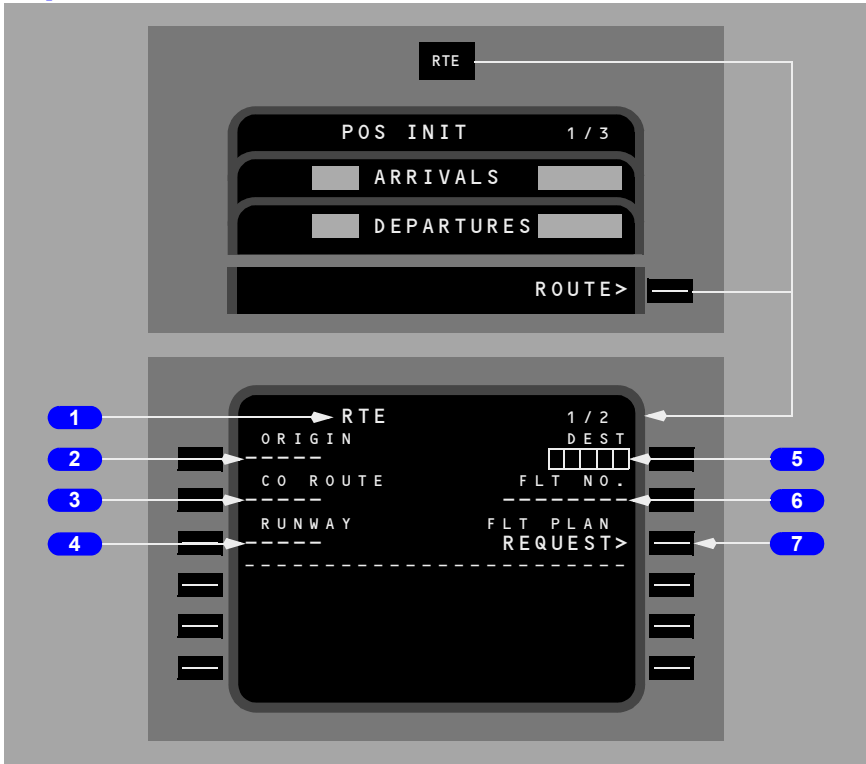 RTE
POS INIT 1/3
ARRIVALS
DEPARTURES
ROUTE>
1 RTE 1/2
ORIGIN DEST
2 ----- 5
CO ROUTE FLT NO.
3 ----- -------- 6
RUNWAY FLT PLAN
4 ----- REQUEST> 7
------------------------